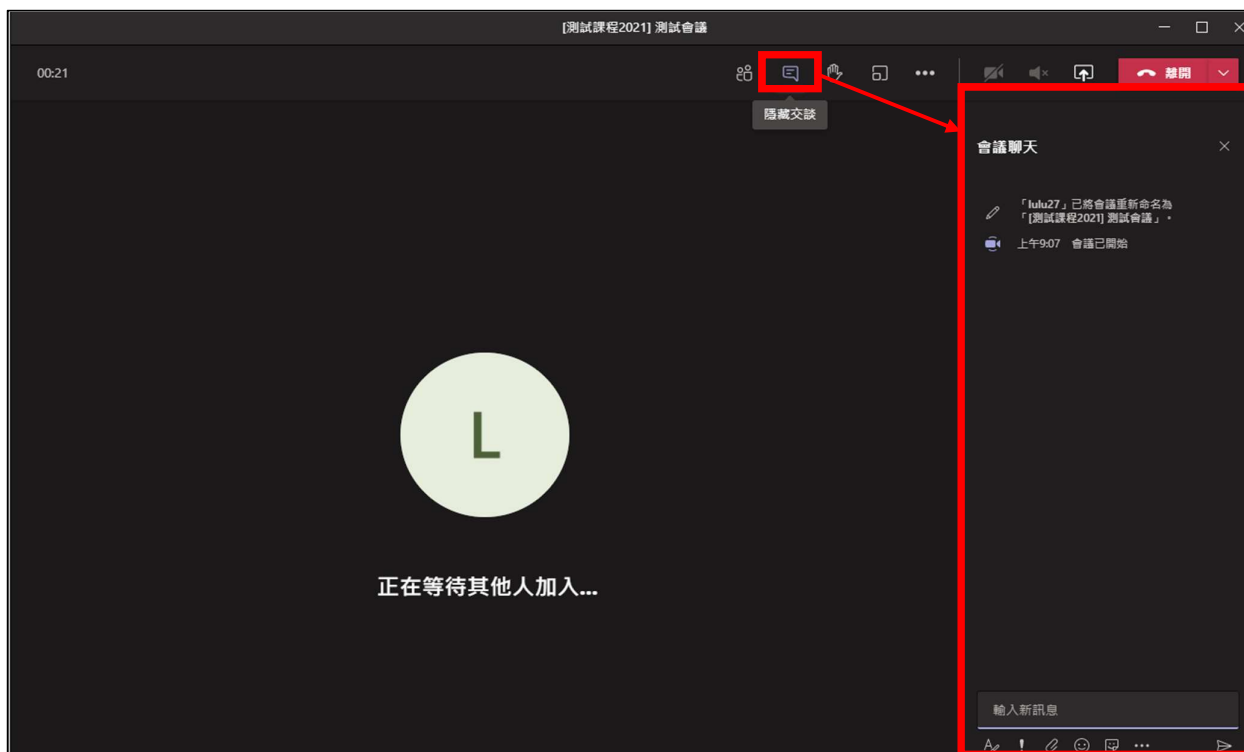 [測試課程2021] 測試會議
00:21
離開
隱藏交談
會議聊天
「lulu27」已將會議重新命名為
「[測試課程2021] 測試會議」。
上午9:07 會議已開始
L
正在等待其他人加入...
輸入新訊息